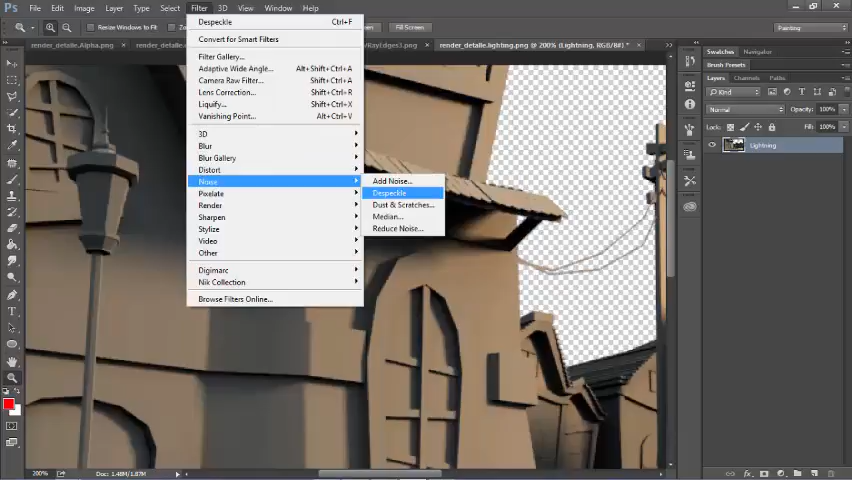 Ps File Edit Image Layer Type Select Filter 3D View Window Help
Resize Windows to Fit
Fill Screen
Painting
render_detalle.Alpha.png ×
render_detalle.lighting.png @ 200% (Lightning, RGB/8#) * ×
Despeckle Ctrl+F
Convert for Smart Filters
Filter Gallery...
Adaptive Wide Angle... Alt+Shift+Ctrl+A
Camera Raw Filter... Shift+Ctrl+A
Lens Correction... Shift+Ctrl+R
Liquify... Shift+Ctrl+X
Vanishing Point... Alt+Ctrl+V
3D
Blur
Blur Gallery
Distort
Noise
Pixelate
Render
Sharpen
Stylize
Video
Other
Digimarc
Nik Collection
Browse Filters Online...
Add Noise...
Despeckle
Dust & Scratches...
Median...
Reduce Noise...
Swatches Navigator
Brush Presets
Layers Channels Paths
Kind
Normal Opacity: 100%
Lock: Fill: 100%
Lightning
200% Doc: 1.48M/1.87M